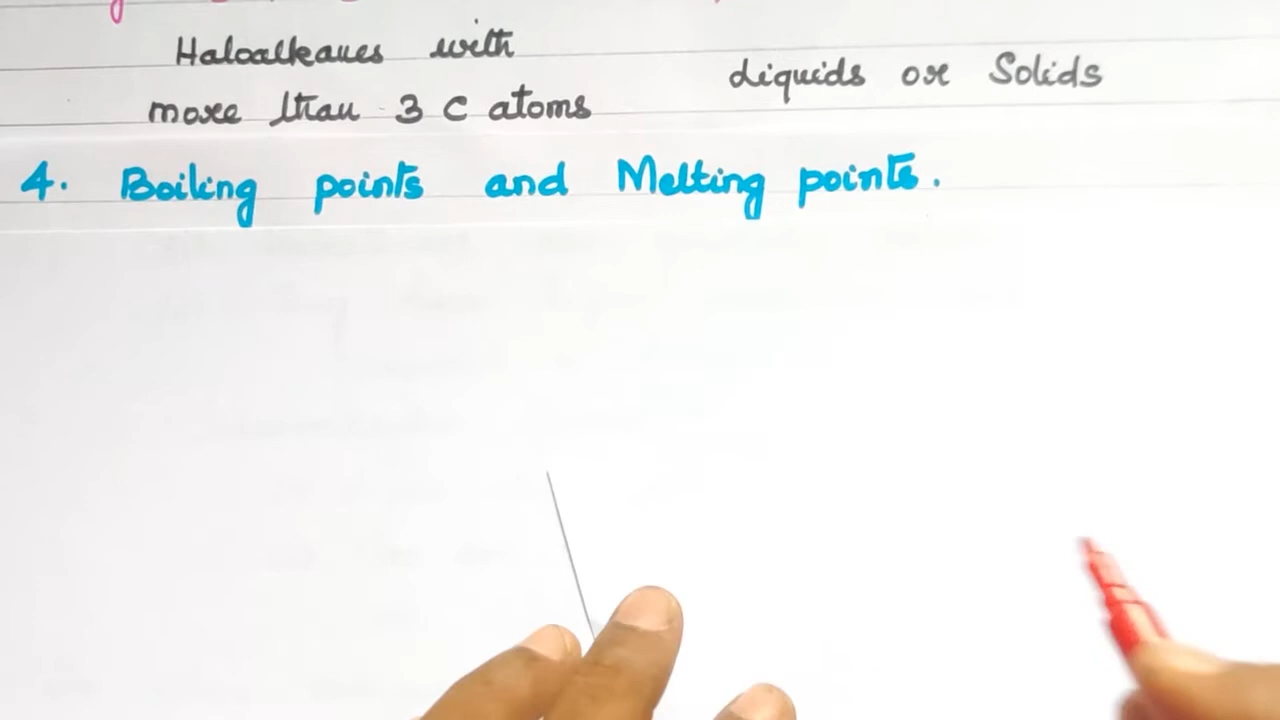 Haloalkanes with
more than 3 C atoms
Liquids or Solids
4. Boiling points and Melting points.